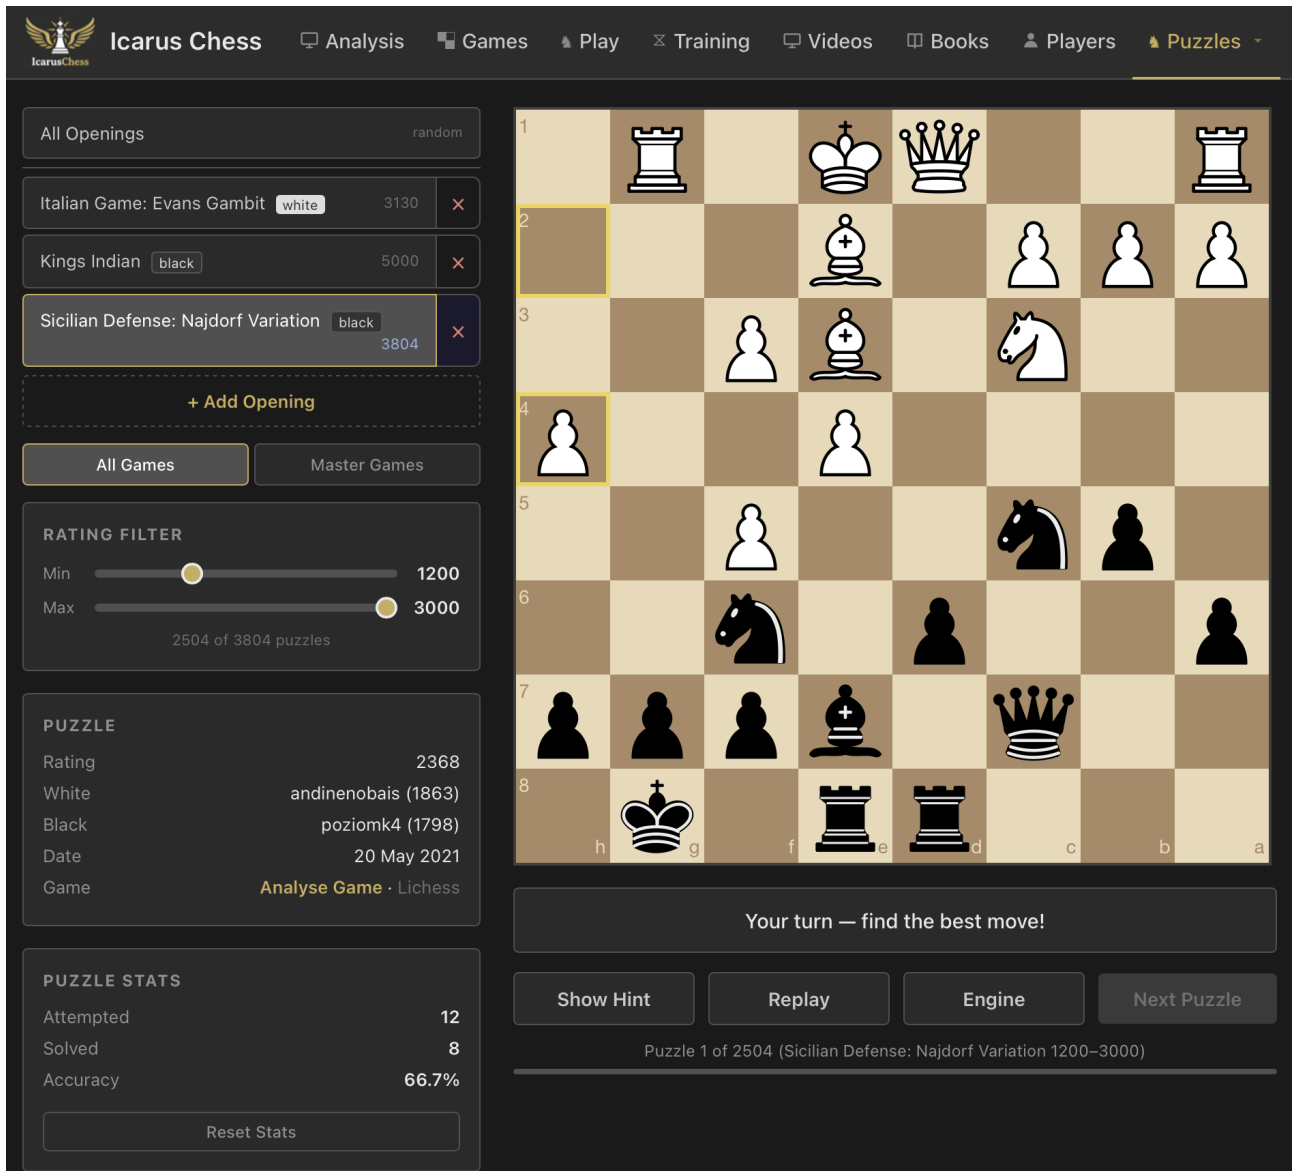 IcarusChess
Icarus Chess
Analysis
Games
Play
Training
Videos
Books
Players
Puzzles
All Openings random
Italian Game: Evans Gambit white 3130 ×
Kings Indian black 5000 ×
Sicilian Defense: Najdorf Variation black
3804 ×
+ Add Opening
All Games Master Games
RATING FILTER
Min 1200
Max 3000
2504 of 3804 puzzles
PUZZLE
Rating 2368
White andinenobais (1863)
Black poziomk4 (1798)
Date 20 May 2021
Game Analyse Game · Lichess
PUZZLE STATS
Attempted 12
Solved 8
Accuracy 66.7%
Reset Stats
1
2
3
4
5
6
7
8
h g f e d c b a
Your turn — find the best move!
Show Hint Replay Engine Next Puzzle
Puzzle 1 of 2504 (Sicilian Defense: Najdorf Variation 1200–3000)